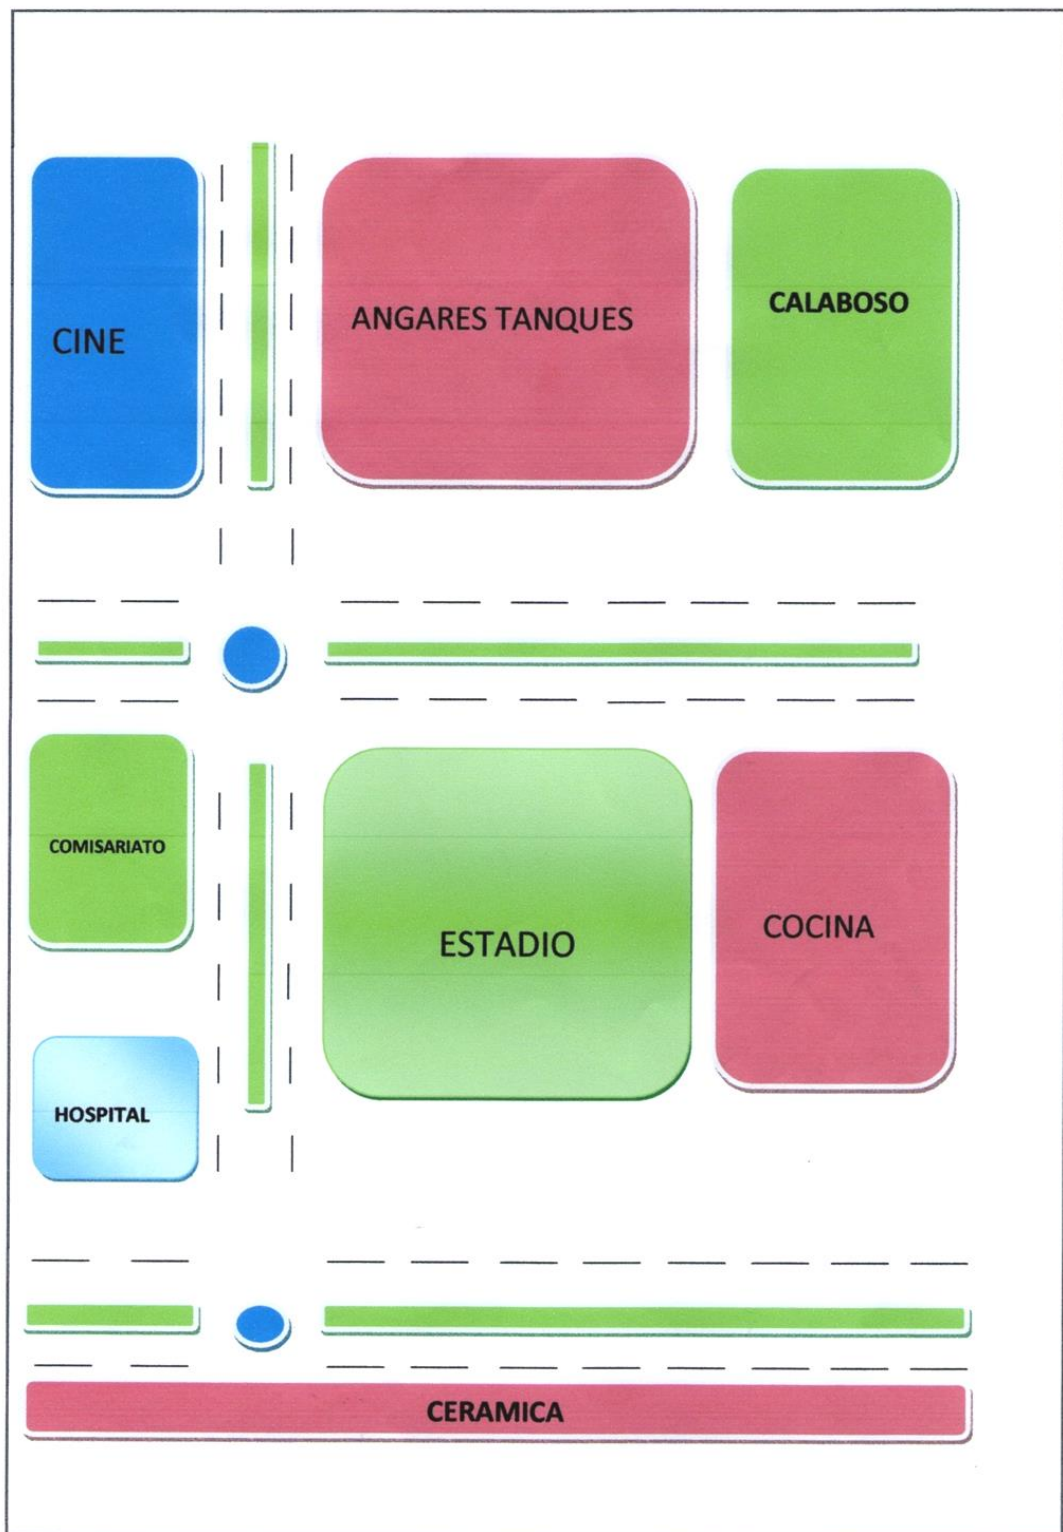 CINE
ANGARES TANQUES
CALABOSO
COMISARIATO
ESTADIO
COCINA
HOSPITAL
CERAMICA